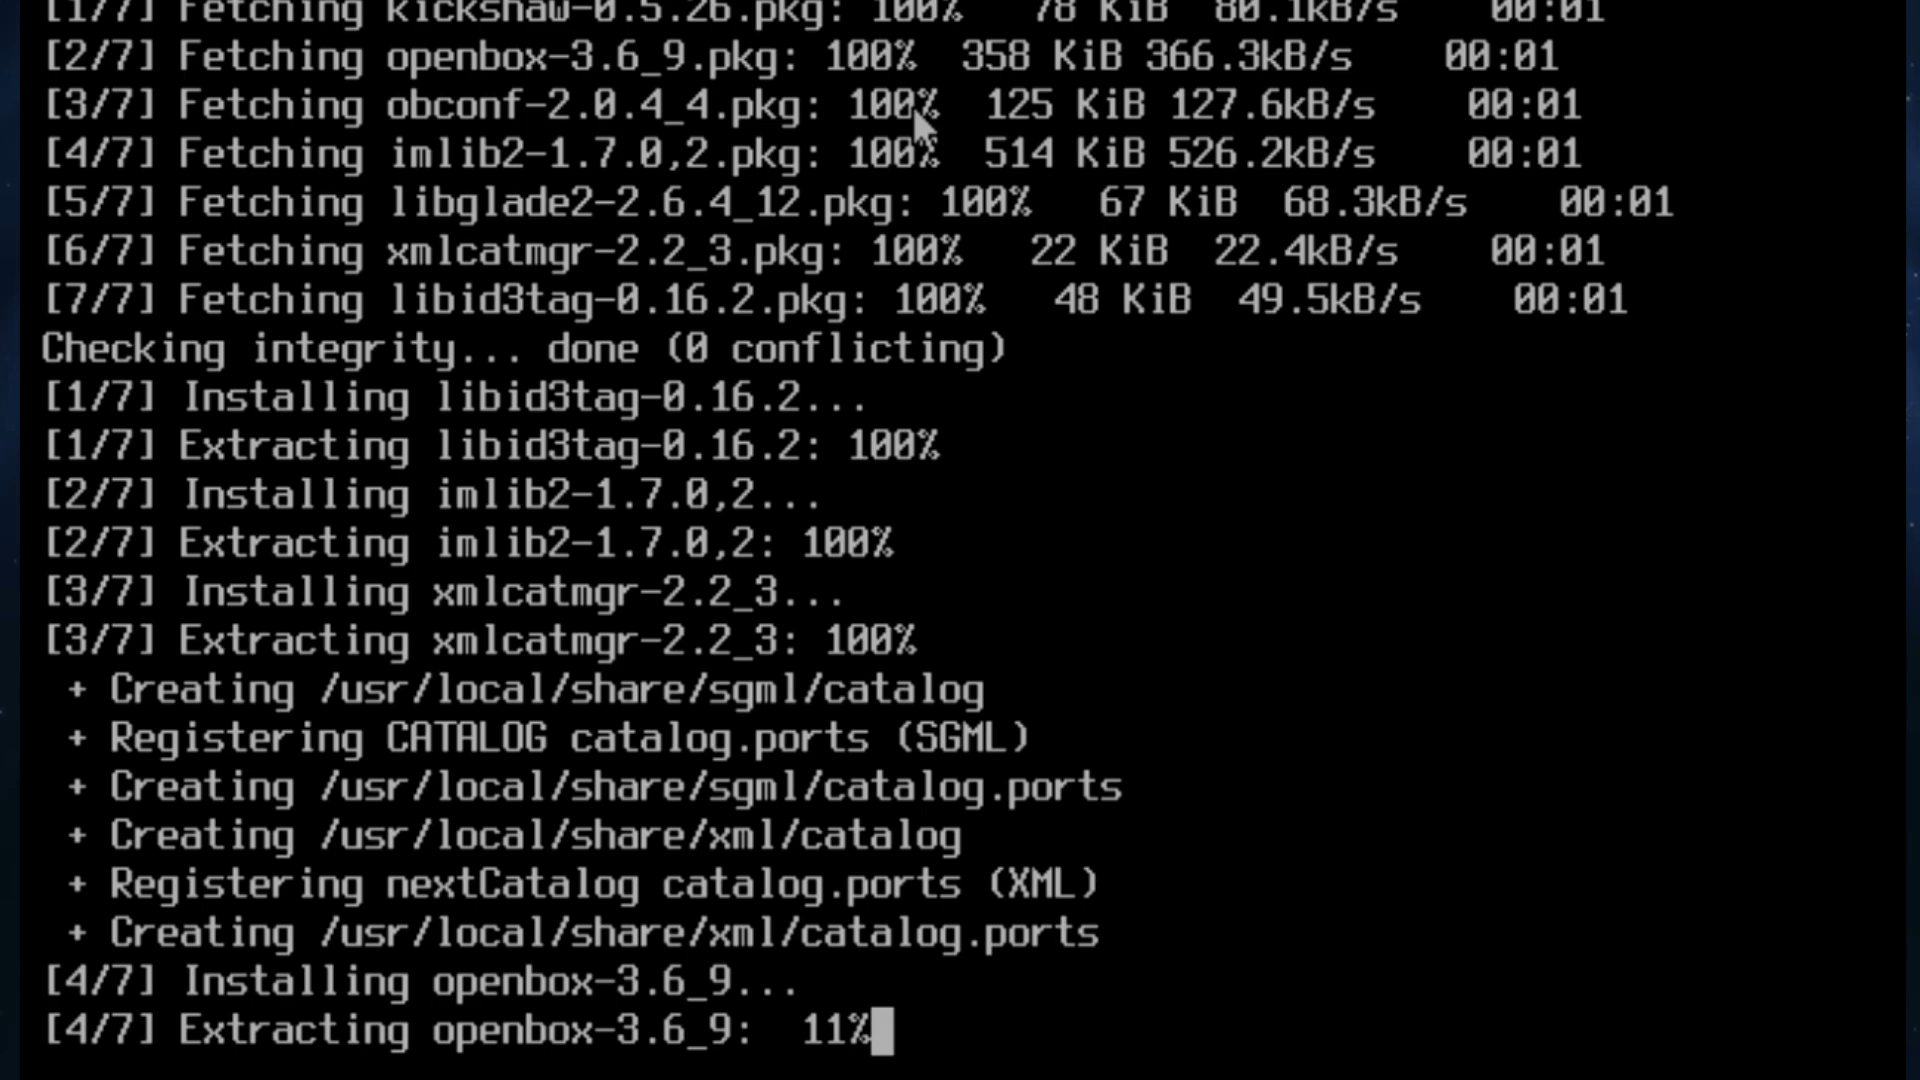 [1/7] Fetching kickshaw-0.5.26.pkg: 100% 78 KiB 80.1kB/s 00:01
[2/7] Fetching openbox-3.6_9.pkg: 100% 358 KiB 366.3kB/s 00:01
[3/7] Fetching obconf-2.0.4_4.pkg: 100% 125 KiB 127.6kB/s 00:01
[4/7] Fetching imlib2-1.7.0,2.pkg: 100% 514 KiB 526.2kB/s 00:01
[5/7] Fetching libglade2-2.6.4_12.pkg: 100% 67 KiB 68.3kB/s 00:01
[6/7] Fetching xmlcatmgr-2.2_3.pkg: 100% 22 KiB 22.4kB/s 00:01
[7/7] Fetching libid3tag-0.16.2.pkg: 100% 48 KiB 49.5kB/s 00:01
Checking integrity... done (0 conflicting)
[1/7] Installing libid3tag-0.16.2...
[1/7] Extracting libid3tag-0.16.2: 100%
[2/7] Installing imlib2-1.7.0,2...
[2/7] Extracting imlib2-1.7.0,2: 100%
[3/7] Installing xmlcatmgr-2.2_3...
[3/7] Extracting xmlcatmgr-2.2_3: 100%
+ Creating /usr/local/share/sgml/catalog
+ Registering CATALOG catalog.ports (SGML)
+ Creating /usr/local/share/sgml/catalog.ports
+ Creating /usr/local/share/xml/catalog
+ Registering nextCatalog catalog.ports (XML)
+ Creating /usr/local/share/xml/catalog.ports
[4/7] Installing openbox-3.6_9...
[4/7] Extracting openbox-3.6_9: 11%